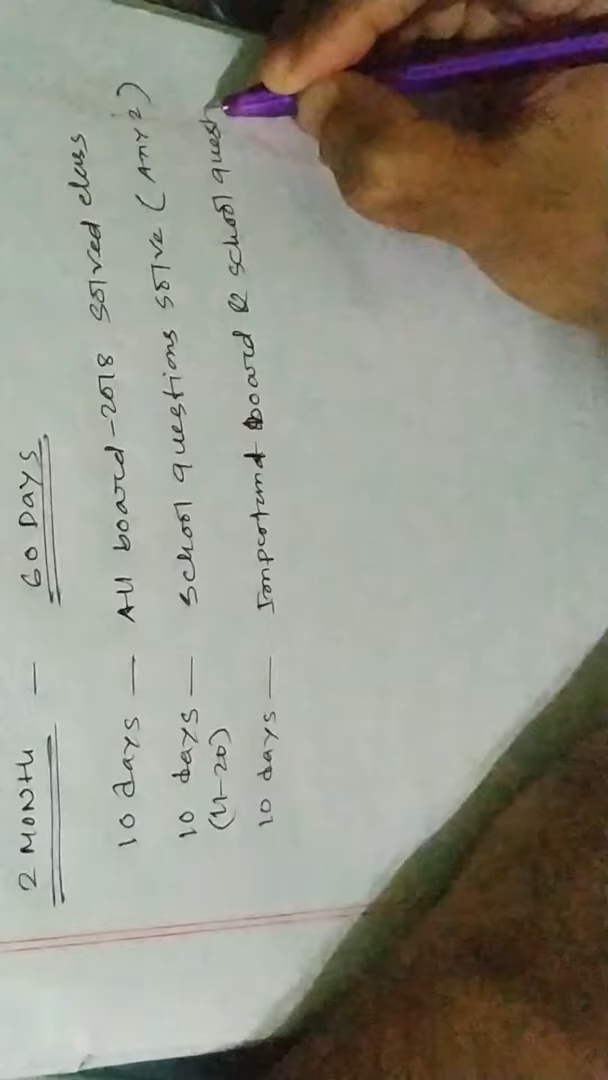 2 MONTH — 60 DAYS
10 days — All board-2018 solved class
10 days — School questions solve (Any 2)
(11-20)
10 days — Important board & school quest